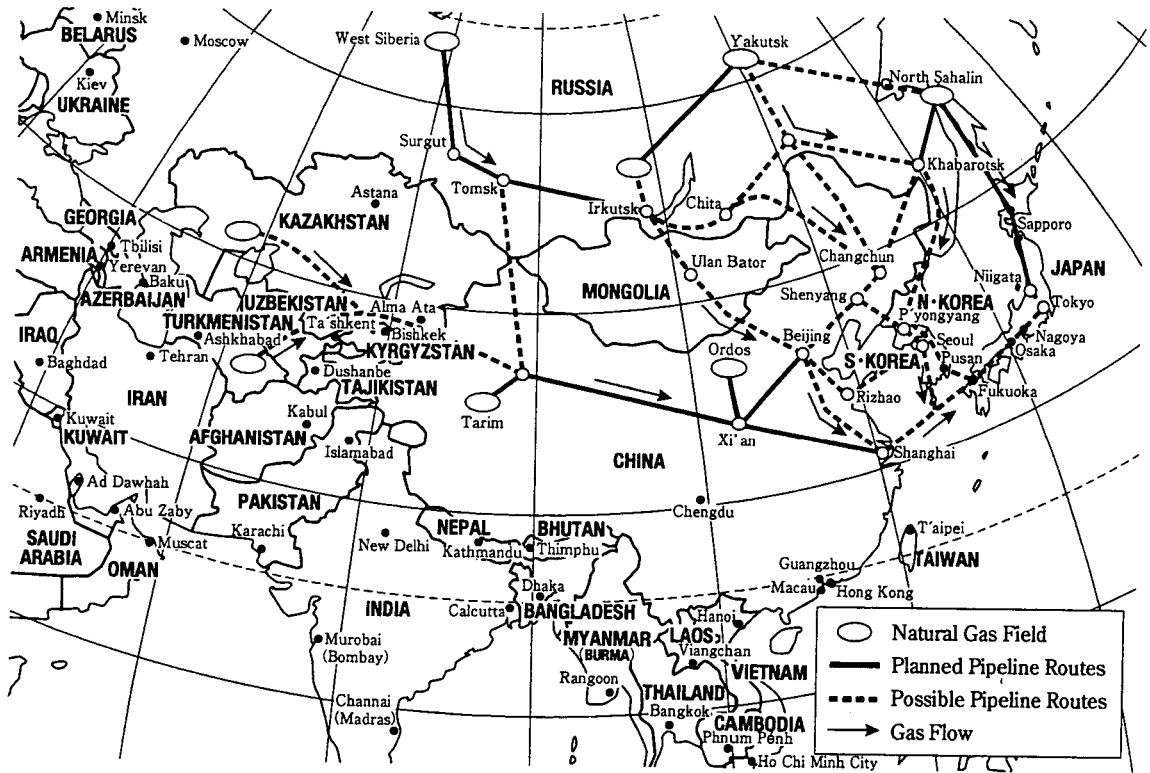 Minsk
BELARUS
Moscow
Kiev
UKRAINE
West Siberia
Yakutsk
RUSSIA
North Sahalin
Surgut
Tomsk
Khabarotsk
Astana
KAZAKHSTAN
Irkutsk
Chita
GEORGIA
Tbilisi
ARMENIA
Yerevan
Baku
AZERBAIJAN
Sapporo
Ulan Bator
Changchun
Niigata
JAPAN
MONGOLIA
Shenyang
N·KOREA
P'yongyang
Tokyo
UZBEKISTAN
Alma Ata
TURKMENISTAN
Ta'shkent
Bishkek
Ashkhabad
KYRGYZSTAN
IRAQ
Baghdad
Tehran
Dushanbe
TAJIKISTAN
Beijing
Ordos
Seoul
S·KOREA
Pusan
Nagoya
Osaka
Fukuoka
Rizhao
IRAN
Kabul
Tarim
Kuwait
KUWAIT
AFGHANISTAN
Islamabad
Xi'an
Shanghai
CHINA
Ad Dawhah
Riyadh
Abu Zaby
PAKISTAN
Karachi
Chengdu
SAUDI
ARABIA
Muscat
OMAN
New Delhi
NEPAL
Kathmandu
BHUTAN
Thimphu
T'aipei
TAIWAN
Guangzhou
Macau
Hong Kong
Dhaka
INDIA
Calcutta
BANGLADESH
Hanoi
Murobai
(Bombay)
MYANMAR
(BURMA)
LAOS
Viangchan
VIETNAM
Rangoon
THAILAND
Bangkok
Channai
(Madras)
CAMBODIA
Phnum Penh
Ho Chi Minh City
Natural Gas Field
Planned Pipeline Routes
Possible Pipeline Routes
Gas Flow